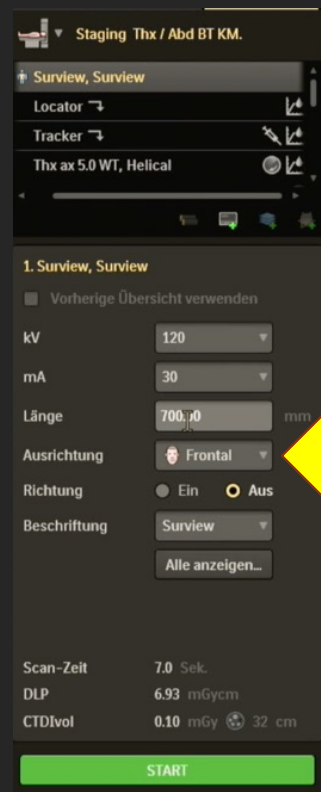 Staging Thx / Abd BT KM.
Surview, Surview
Locator
Tracker
Thx ax 5.0 WT, Helical
1. Surview, Surview
Vorherige Übersicht verwenden
kV 120
mA 30
Länge 700.00 mm
Ausrichtung Frontal
Richtung Ein Aus
Beschriftung Surview
Alle anzeigen...
Scan-Zeit 7.0 Sek.
DLP 6.93 mGycm
CTDIvol 0.10 mGy 32 cm
START